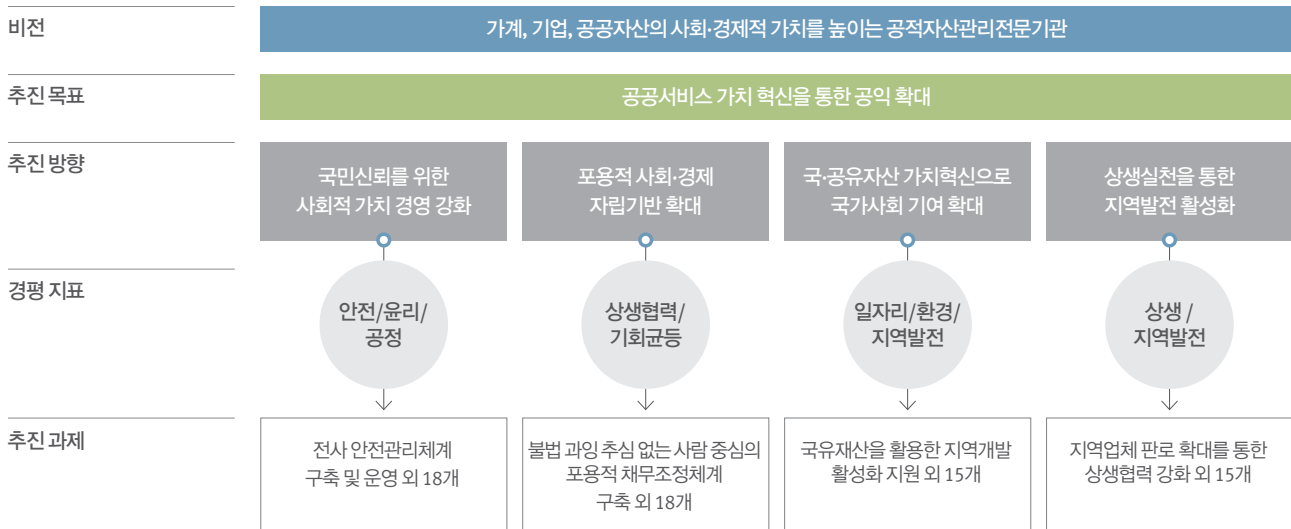 비전
가계, 기업, 공공자산의 사회·경제적 가치를 높이는 공적자산관리전문기관
추진 목표
공공서비스 가치 혁신을 통한 공익 확대
추진 방향
국민신뢰를 위한
사회적 가치 경영 강화
포용적 사회·경제
자립기반 확대
국·공유자산 가치혁신으로
국가사회 기여 확대
상생실천을 통한
지역발전 활성화
경평 지표
안전/윤리/
공정
상생협력/
기회균등
일자리/환경/
지역발전
상생 /
지역발전
추진 과제
전사 안전관리체계
구축 및 운영 외 18개
불법 과잉 추심 없는 사람 중심의
포용적 채무조정체계
구축 외 18개
국유재산을 활용한 지역개발
활성화 지원 외 15개
지역업체 판로 확대를 통한
상생협력 강화 외 15개